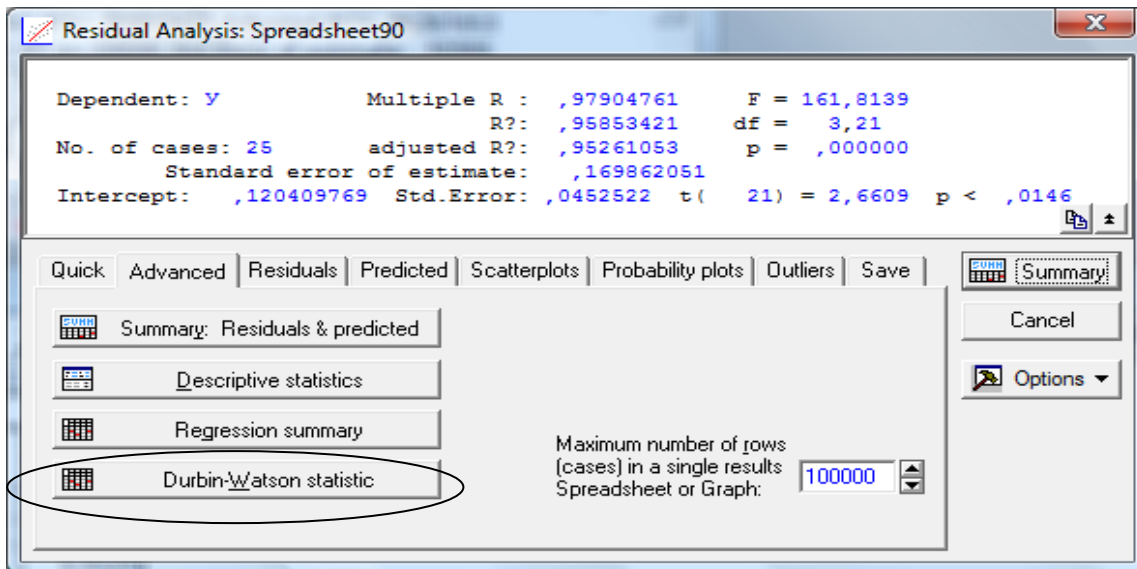 Residual Analysis: Spreadsheet90
Dependent: У Multiple R : ,97904761 F = 161,8139
R?: ,95853421 df = 3,21
No. of cases: 25 adjusted R?: ,95261053 p = ,000000
Standard error of estimate: ,169862051
Intercept: ,120409769 Std.Error: ,0452522 t( 21) = 2,6609 p < ,0146
Quick Advanced Residuals Predicted Scatterplots Probability plots Outliers Save
Summary: Residuals & predicted
Descriptive statistics
Regression summary
Durbin-Watson statistic
Maximum number of rows
(cases) in a single results
Spreadsheet or Graph:
100000
SUMM Summary
Cancel
Options